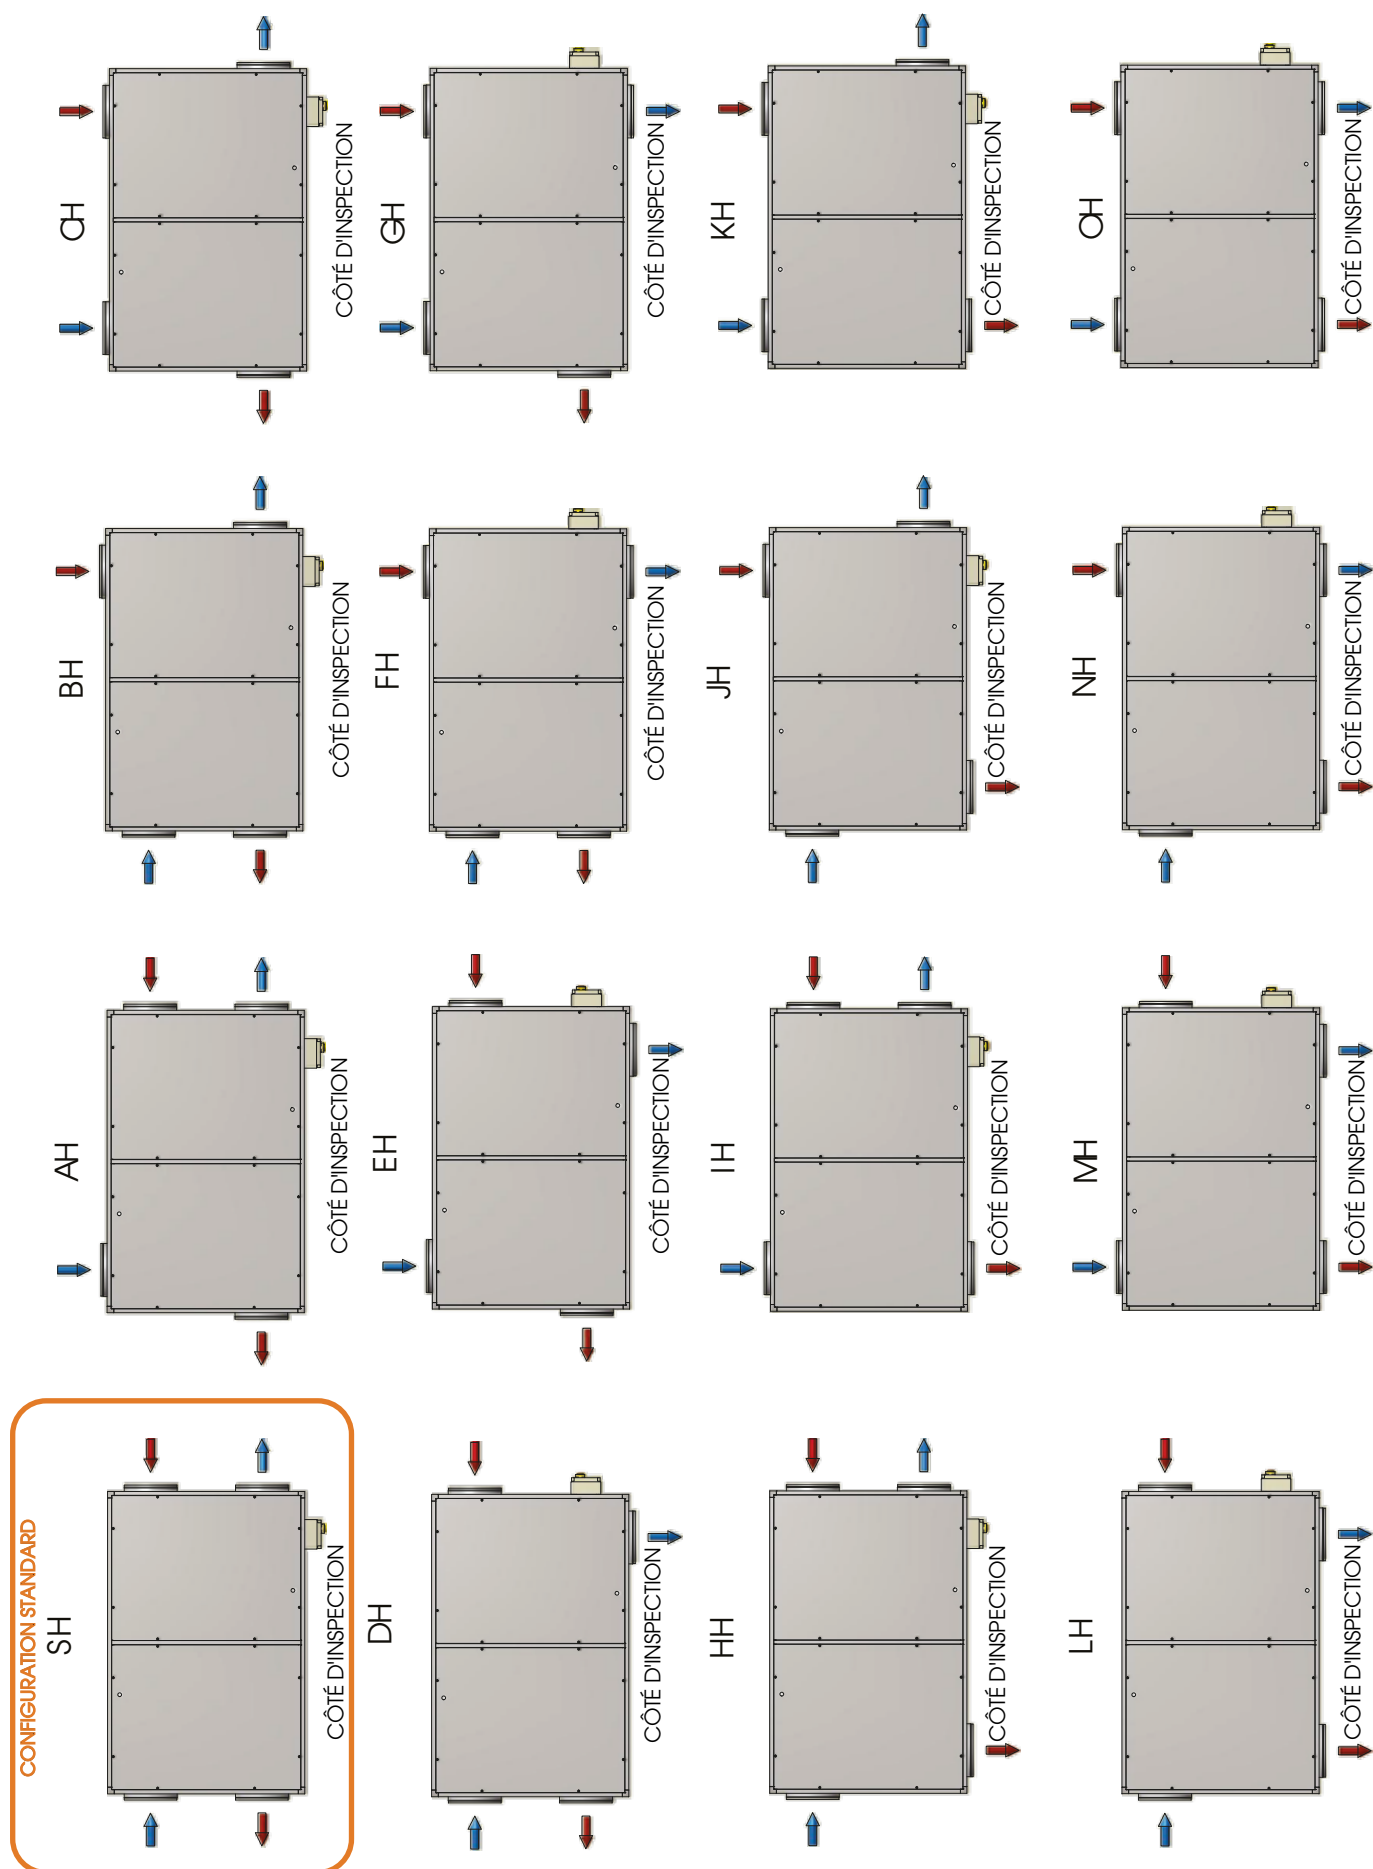 CONFIGURATION STANDARD
SH
CÔTÉ D'INSPECTION
AH
CÔTÉ D'INSPECTION
BH
CÔTÉ D'INSPECTION
CH
CÔTÉ D'INSPECTION
DH
CÔTÉ D'INSPECTION
EH
CÔTÉ D'INSPECTION
FH
CÔTÉ D'INSPECTION
GH
CÔTÉ D'INSPECTION
HH
CÔTÉ D'INSPECTION
IH
CÔTÉ D'INSPECTION
JH
CÔTÉ D'INSPECTION
KH
CÔTÉ D'INSPECTION
LH
CÔTÉ D'INSPECTION
MH
CÔTÉ D'INSPECTION
NH
CÔTÉ D'INSPECTION
OH
CÔTÉ D'INSPECTION